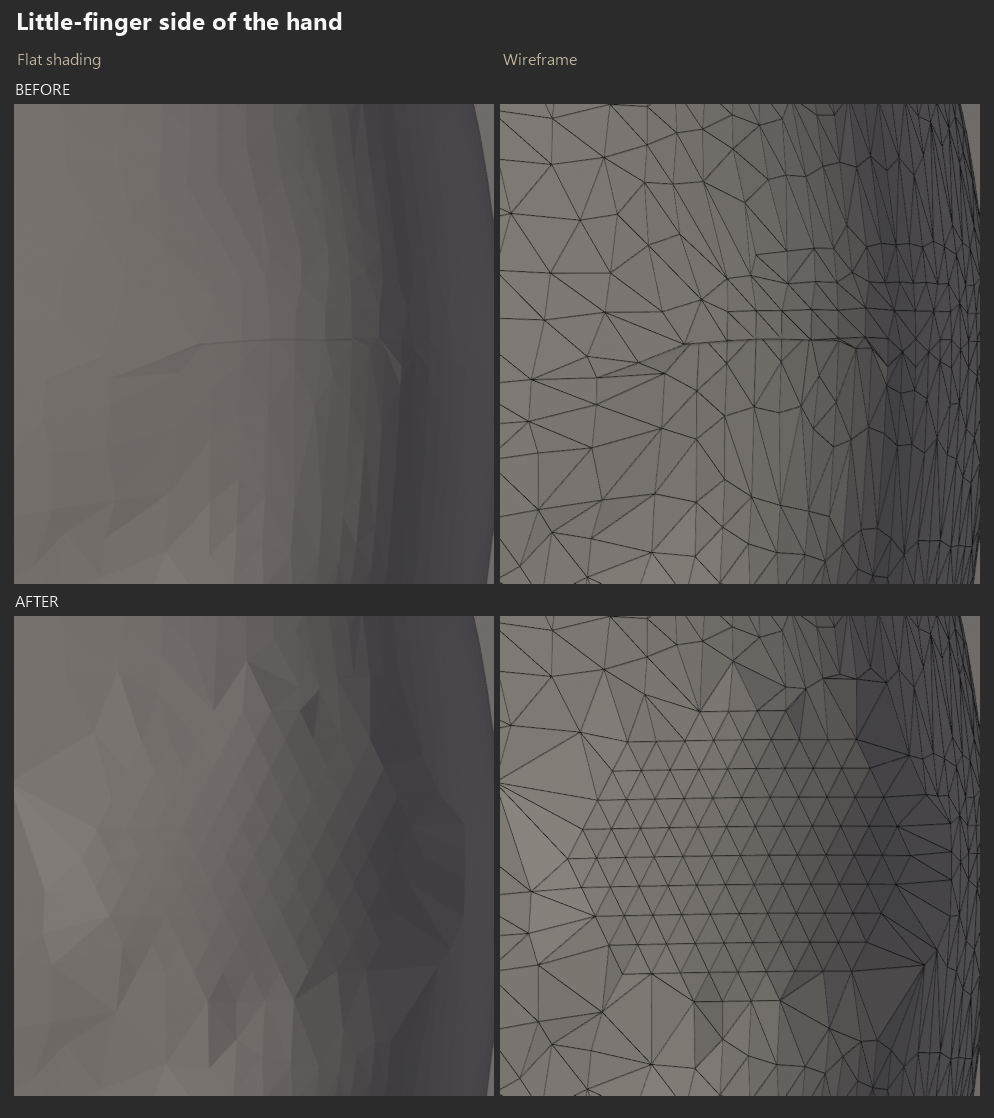 Little-finger side of the hand
Flat shading
Wireframe
BEFORE
AFTER